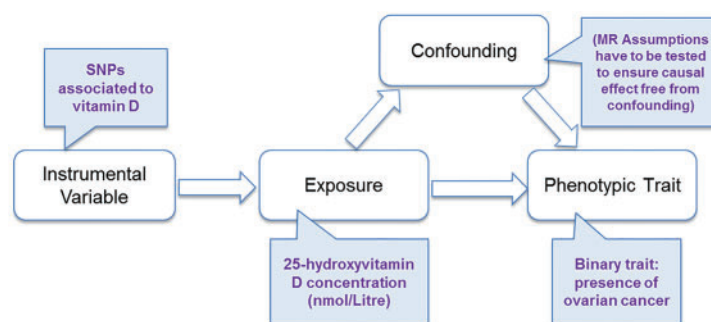 SNPs
associated to
vitamin D
Confounding
(MR Assumptions
have to be tested
to ensure causal
effect free from
confounding)
Instrumental
Variable
Exposure
Phenotypic Trait
25-hydroxyvitamin
D concentration
(nmol/Litre)
Binary trait:
presence of
ovarian cancer